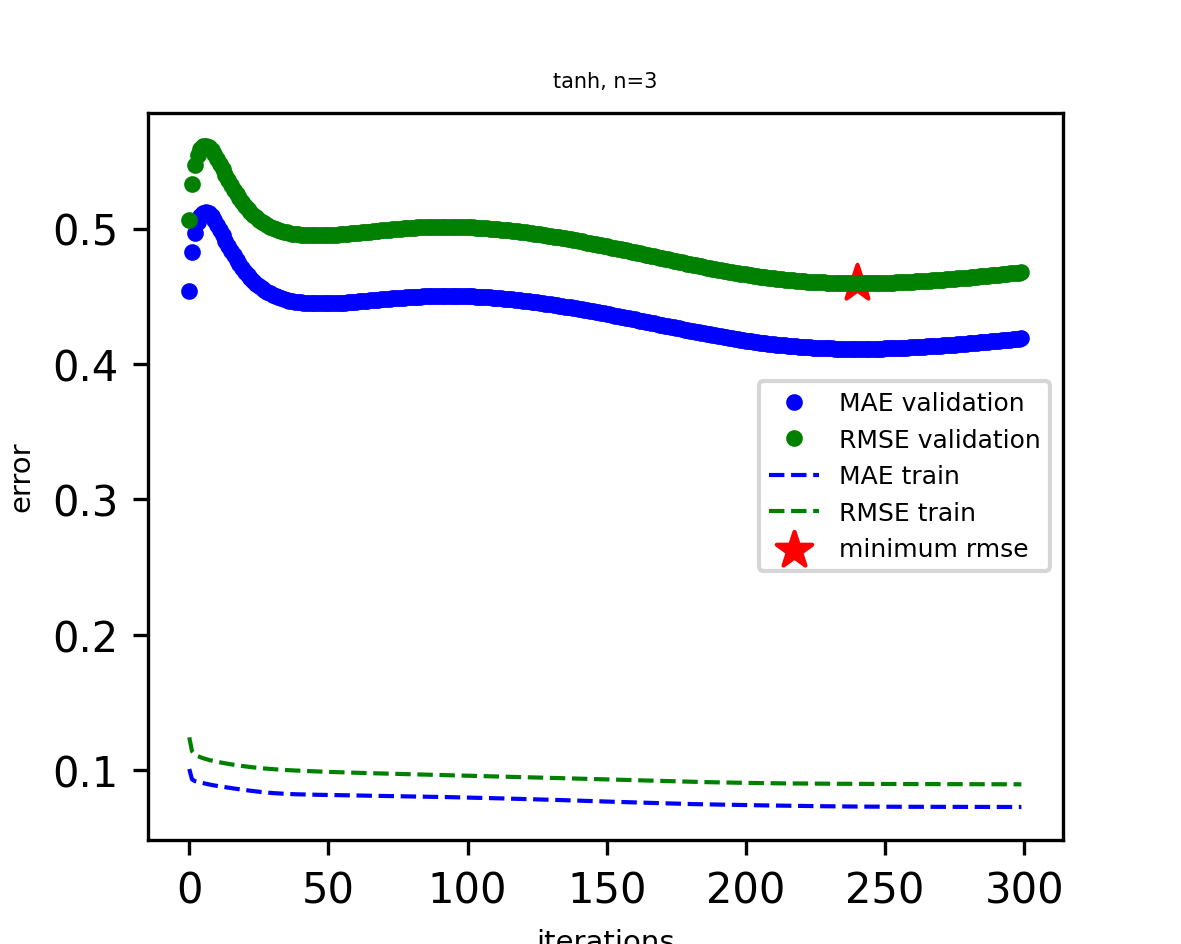 tanh, n=3
error
0.5
0.4
0.3
0.2
0.1
MAE validation
RMSE validation
MAE train
RMSE train
minimum rmse
0 50 100 150 200 250 300
iterations